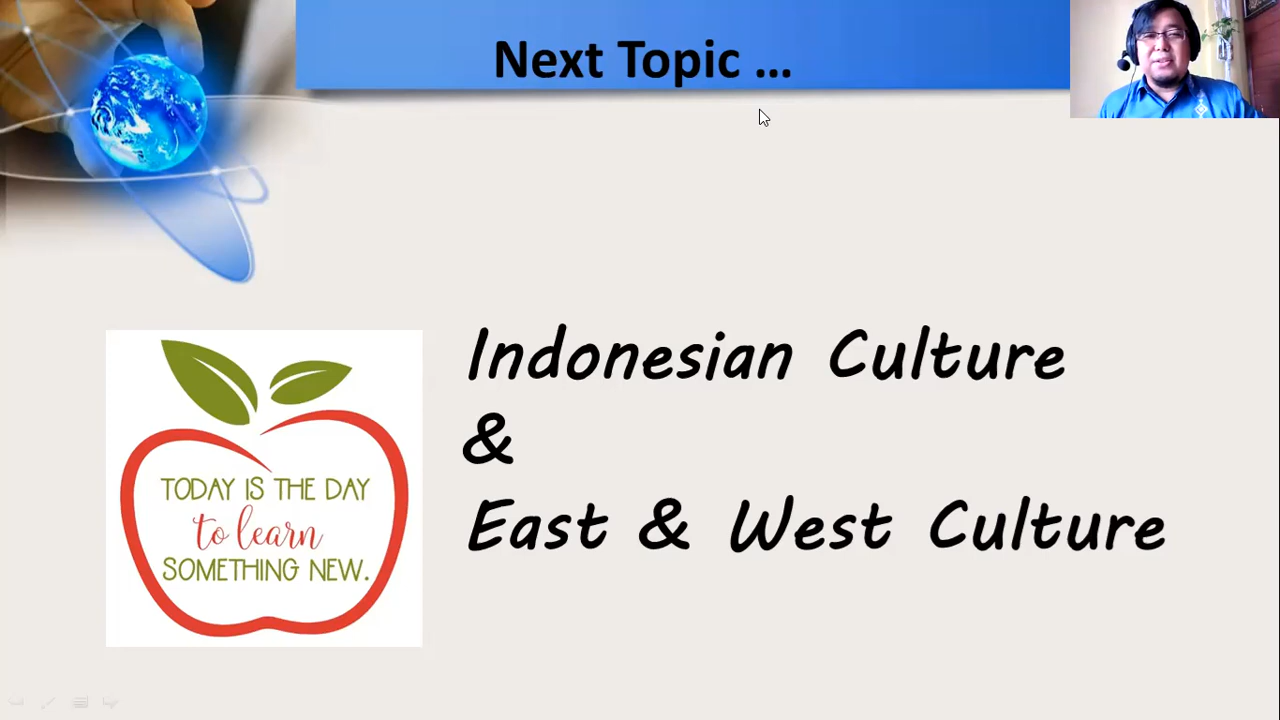 Next Topic ...
Indonesian Culture
&
East & West Culture
TODAY IS THE DAY
to learn
SOMETHING NEW.